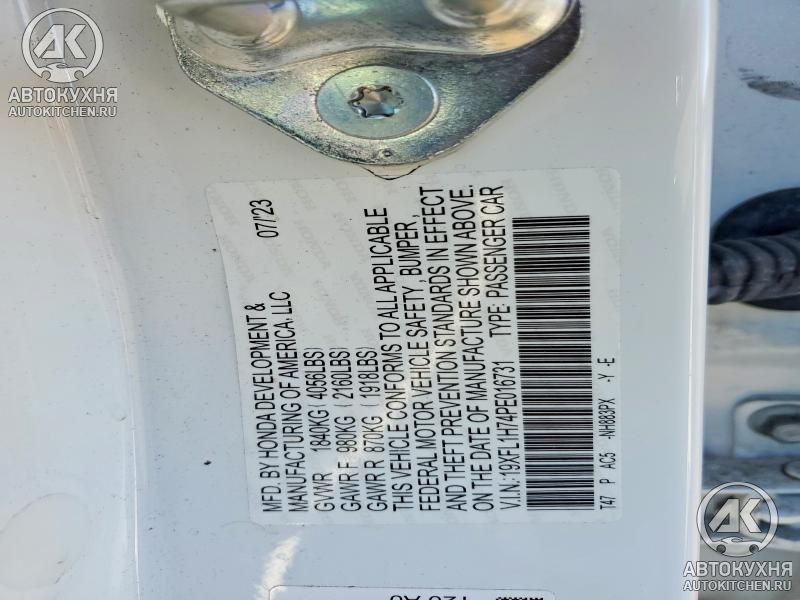 АВТОКУХНЯ
AUTOKITCHEN.RU
MFD. BY HONDA DEVELOPMENT &
MANUFACTURING OF AMERICA, LLC 07/'23
GVWR 1840KG (4056LBS)
GAWR F 980KG (2160LBS)
GAWR R 870KG (1918LBS)
THIS VEHICLE CONFORMS TO ALL APPLICABLE
FEDERAL MOTOR VEHICLE SAFETY, BUMPER,
AND THEFT PREVENTION STANDARDS IN EFFECT
ON THE DATE OF MANUFACTURE SHOWN ABOVE.
V.I.N.: 19XFL1H74PE016731 TYPE: PASSENGER CAR
T47 P AC5 -NH883PX -Y -E
АВТОКУХНЯ
AUTOKITCHEN.RU